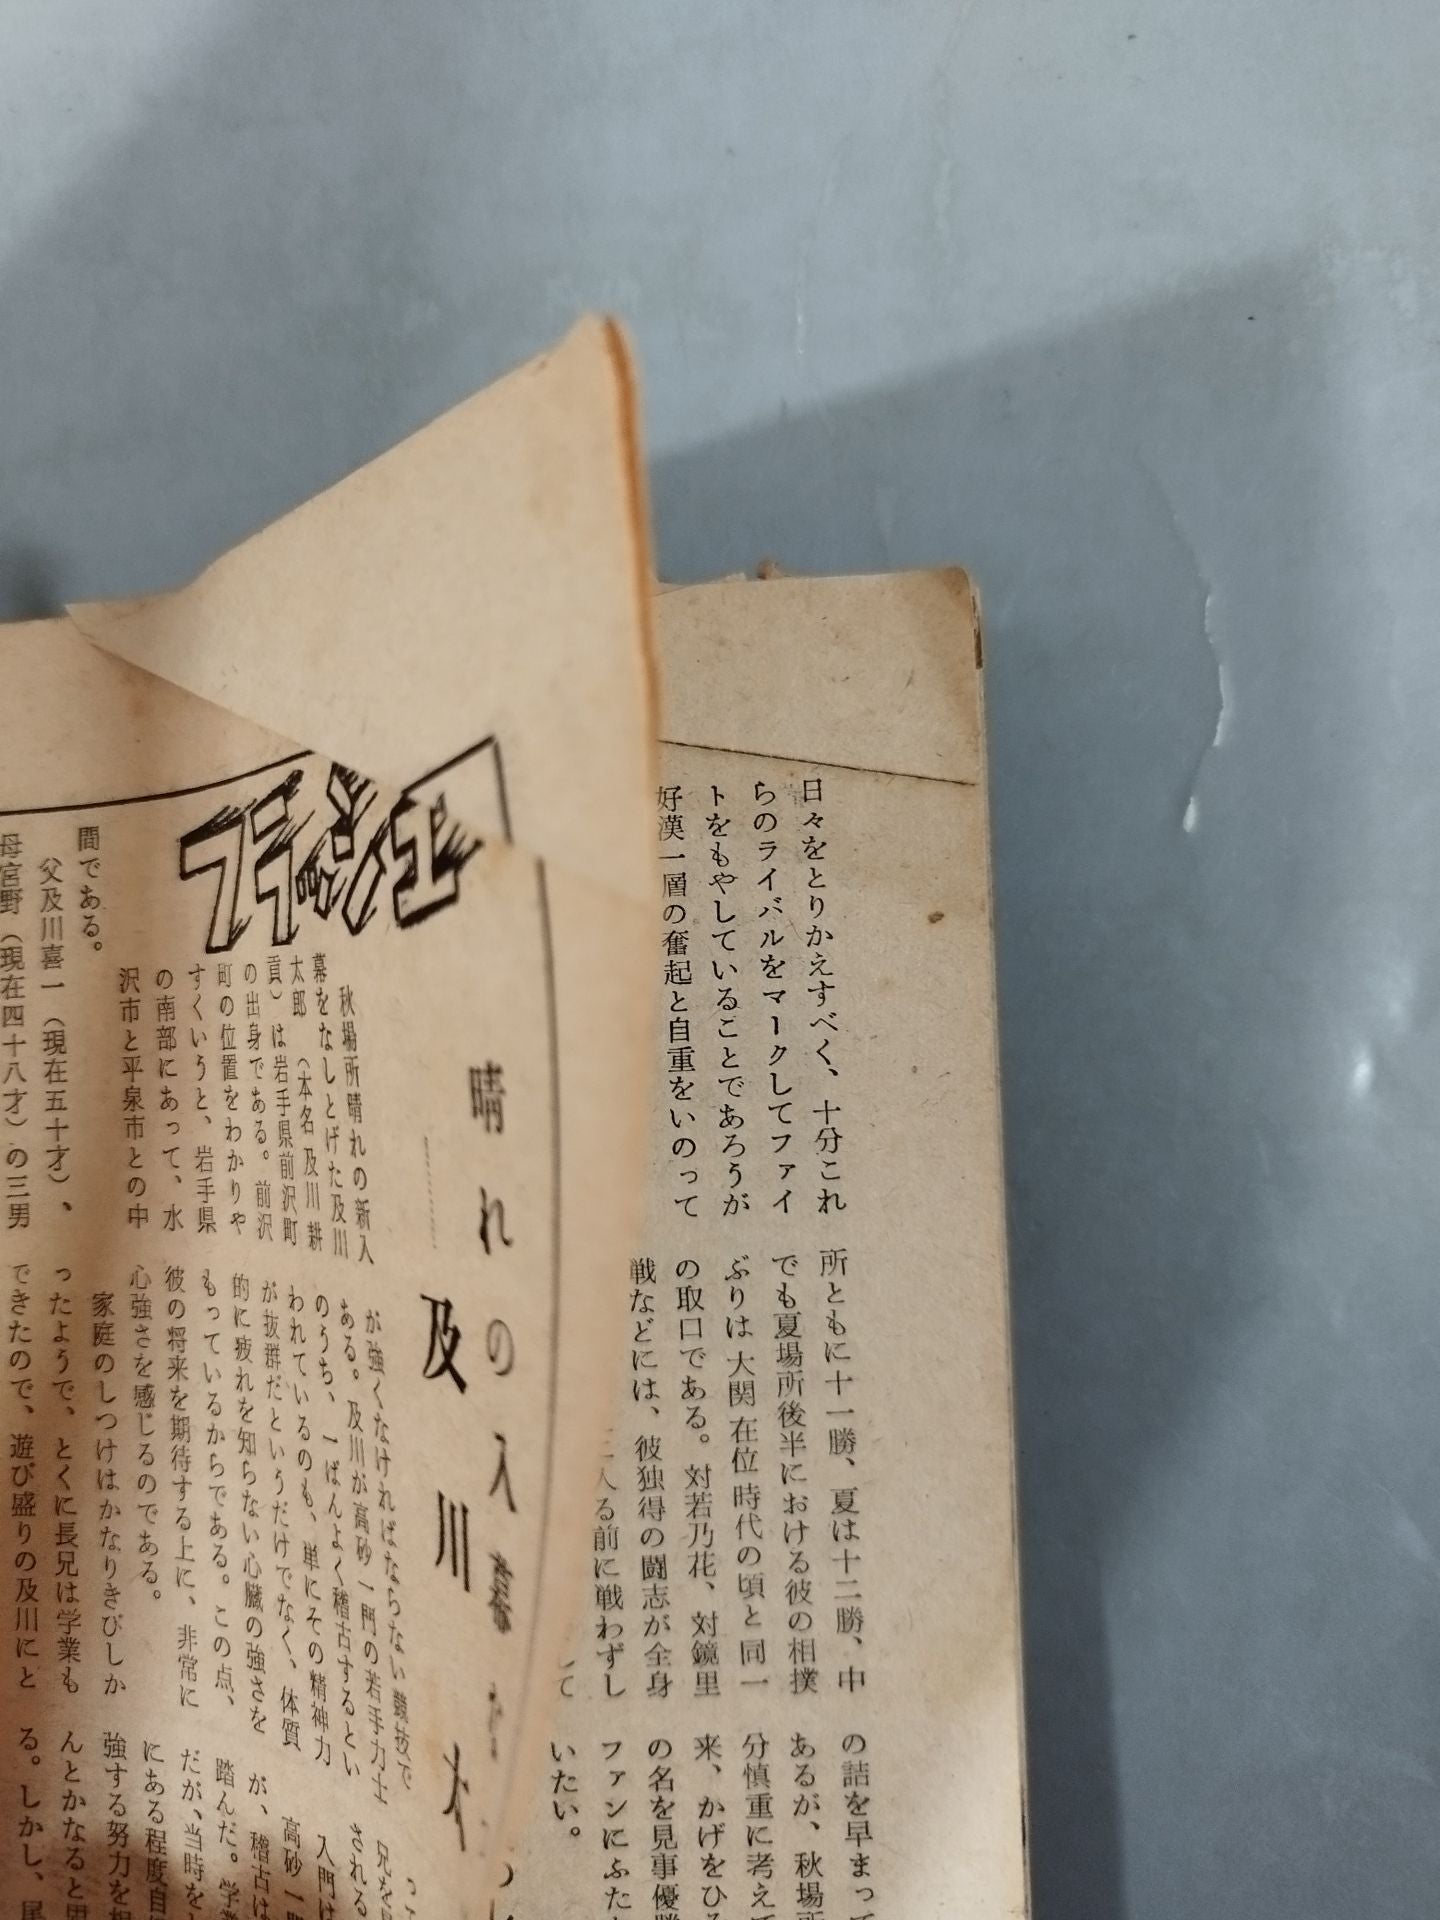 日々をとりかえすべく、十分これ
らのライバルをマークしてファイ
トをもやしていることであろうが
好漢一層の奮起と自重をいのって
所ともに十一勝、夏は十二勝、中
でも夏場所後半における彼の相撲
ぶりは大関在位時代の頃と同一
の取口である。対若乃花、対鏡里
戦などには、彼独得の闘志が全身
る前に戦わずし
て
の詰を早まって
あるが、秋場所
分慎重に考えて
来、かげをひそ
の名を見事優勝
ファンにふた
いたい。
晴れの入幕
及川太
秋場所晴れの新入
幕をなしとげた及川
太郎（本名及川耕
貢）は岩手県前沢町
の出身である。前沢
町の位置をわかりや
すくいうと、岩手県
の南部にあって、水
沢市と平泉市との中
間である。
父及川喜一（現在五十才）、
母宮野（現在四十八才）の三男
が強くなければならない競技で
ある。及川が高砂一門の若手力士
のうち、一ばんよく稽古するとい
われているのも、単にその精神力
が抜群だというだけでなく、体質
的に疲れを知らない心臓の強さを
もっているからである。この点、
彼の将来を期待する上に、非常に
心強さを感じるのである。
家庭のしつけはかなりきびしか
ったようで、とくに長兄は学業も
できたので、遊び盛りの及川にと
される
入門は
高砂一
が、稽古は
踏んだ。学
だが、当時を
にある程度自
強する努力を
んとかなると思
る。しかし、尾